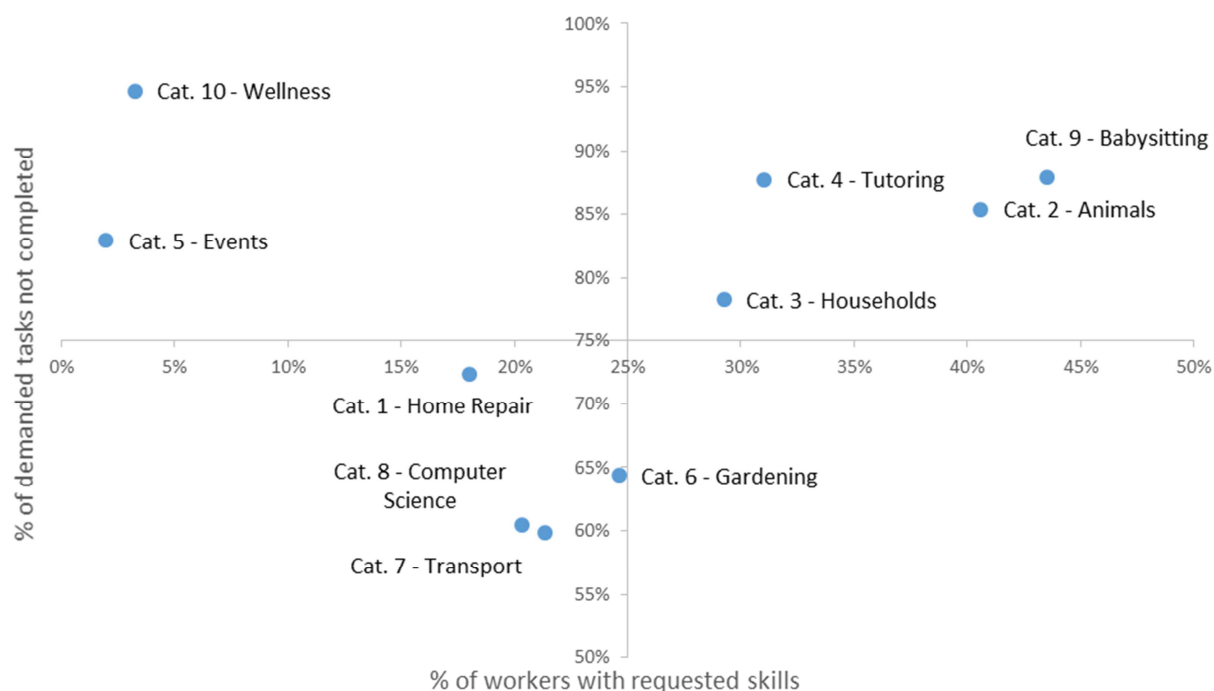 100%
95%
Cat. 10 - Wellness
90%
Cat. 9 - Babysitting
Cat. 4 - Tutoring
85%
Cat. 2 - Animals
Cat. 5 - Events
80%
Cat. 3 - Households
75%
0%
5%
10%
15%
20%
25%
30%
35%
40%
45%
50%
70%
Cat. 1 - Home Repair
65%
Cat. 8 - Computer
Science
Cat. 6 - Gardening
60%
Cat. 7 - Transport
55%
50%
% of demanded tasks not completed
% of workers with requested skills